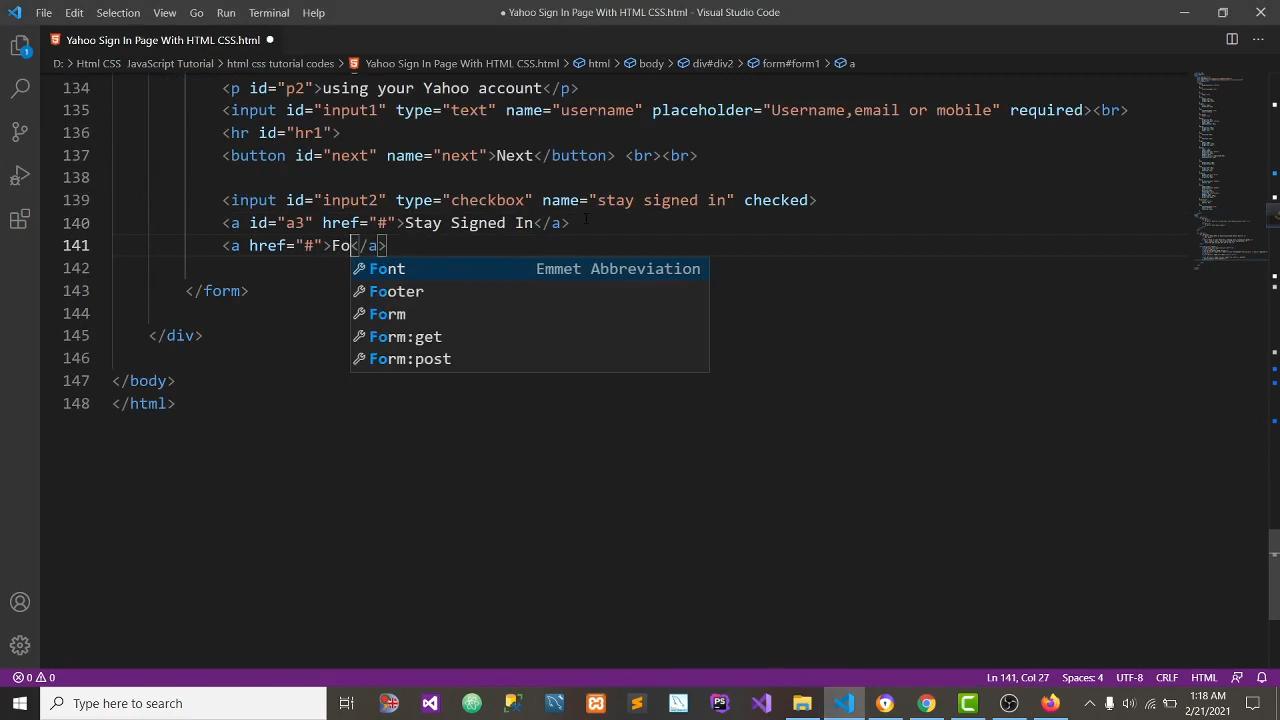 File Edit Selection View Go Run Terminal Help
● Yahoo Sign In Page With HTML CSS.html - Visual Studio Code
Yahoo Sign In Page With HTML CSS.html ●
D: > Html CSS JavaScript Tutorial > html css tutorial codes > Yahoo Sign In Page With HTML CSS.html > html > body > div#div2 > form#form1 > a
134 <p id="p2">using your Yahoo account</p>
135 <input id="input1" type="text" name="username" placeholder="Username,email or mobile" required><br>
136 <hr id="hr1">
137 <button id="next" name="next">Next</button> <br><br>
138
139 <input id="input2" type="checkbox" name="stay signed in" checked>
140 <a id="a3" href="#">Stay Signed In</a>
141 <a href="#">Fo</a>
Font Emmet Abbreviation
Footer
Form
Form:get
Form:post
142
143 </form>
144
145 </div>
146
147 </body>
148 </html>
1
0 0
Ln 141, Col 27 Spaces: 4 UTF-8 CRLF HTML
Type here to search
PS
1:18 AM
2/21/2021